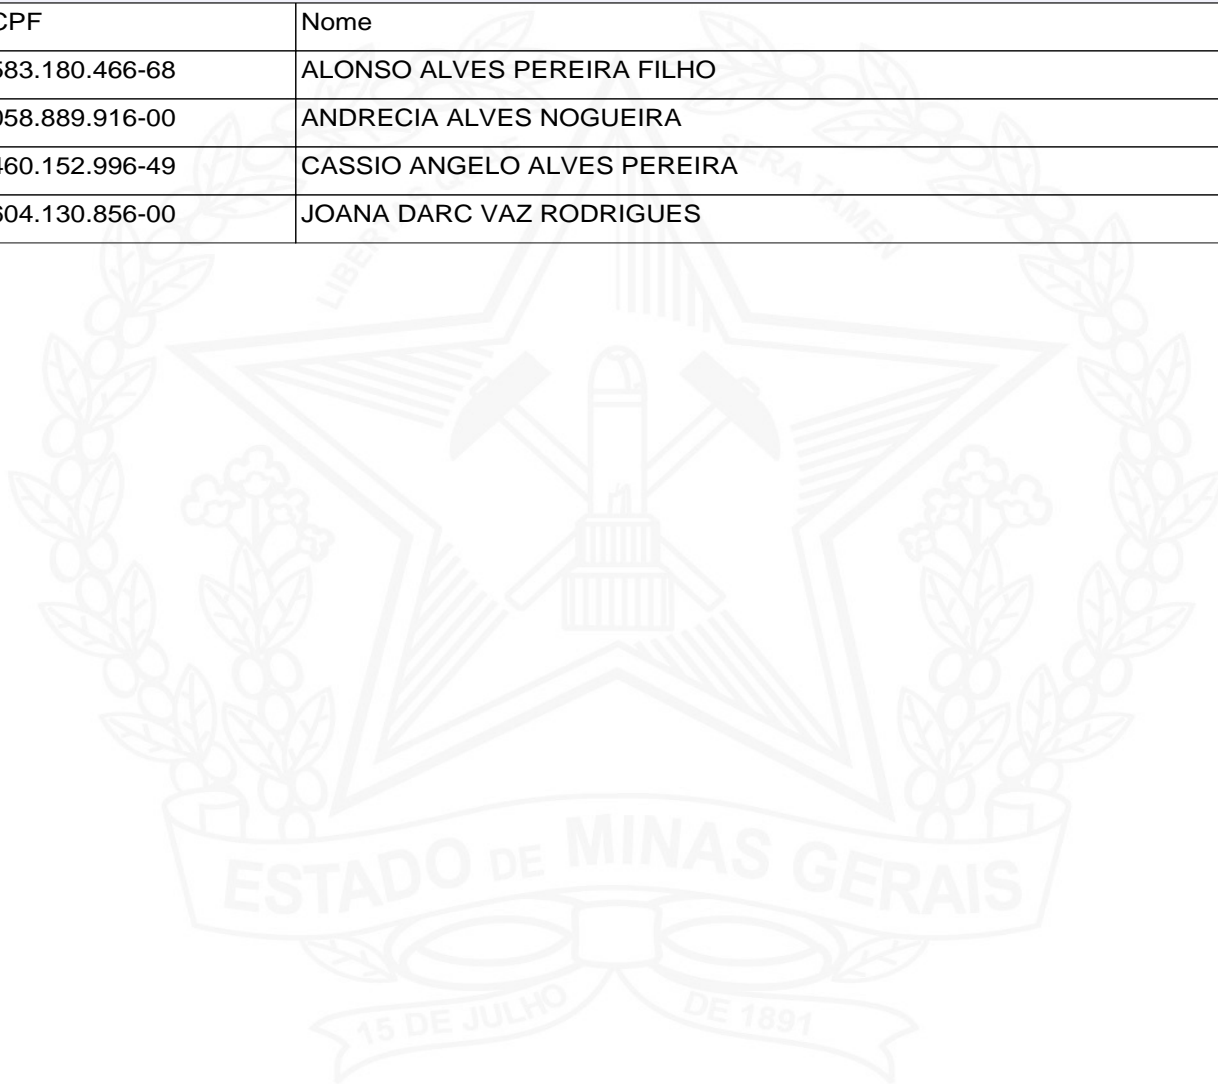 CPF Nome
583.180.466-68 ALONSO ALVES PEREIRA FILHO
058.889.916-00 ANDRECIA ALVES NOGUEIRA
460.152.996-49 CASSIO ANGELO ALVES PEREIRA
604.130.856-00 JOANA DARC VAZ RODRIGUES
LIBERTAS QUE SERA TAMEN
ESTADO DE MINAS GERAIS
15 DE JULHO DE 1891